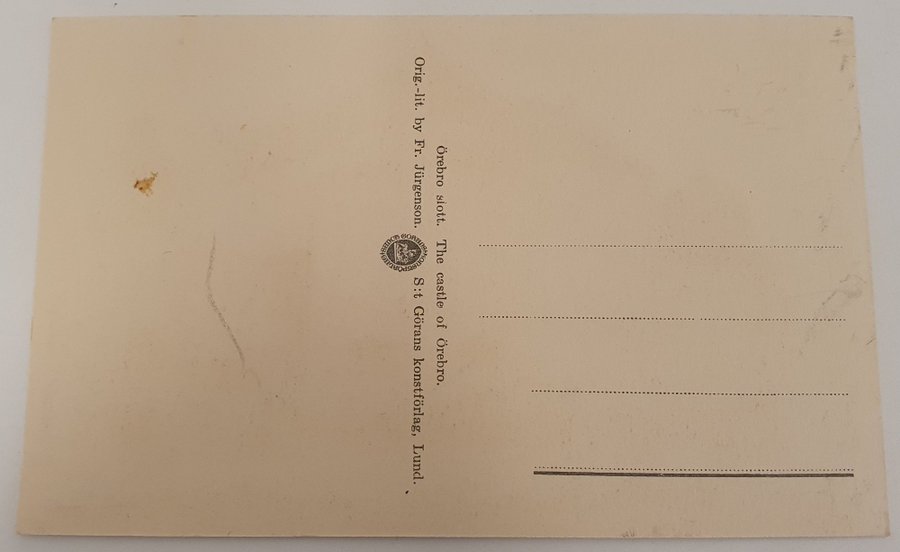 Örebro slott. The castle of Örebro.
Orig.-lit. by Fr. Jürgenson. S:t Görans konstförlag, Lund.